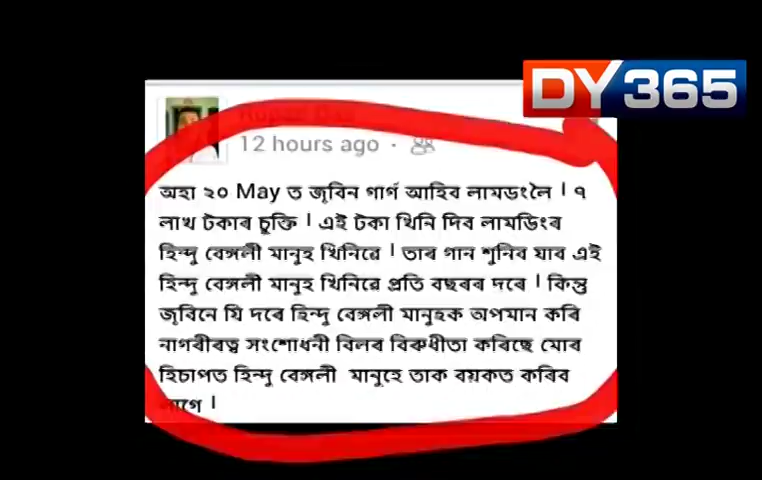 DY365
12 hours ago ·
অহা ২০ May ত জুবিন গাৰ্গ আহিব লামডংলৈ । ৭
লাখ টকাৰ চুক্তি । এই টকা খিনি দিব লামডিংৰ
হিন্দু বেঙ্গলী মানুহ খিনিৱে । তাৰ গান শুনিব যাব এই
হিন্দু বেঙ্গলী মানুহ খিনিৱে প্ৰতি বছৰৰ দৰে । কিন্তু
জুবিনে যি দৰে হিন্দু বেঙ্গলী মানুহক অপমান কৰি
নাগৰীৰত্ব সংশোধনী বিলৰ বিৰুধীতা কৰিছে মোৰ
হিচাপত হিন্দু বেঙ্গলী মানুহে তাক বয়কত কৰিব
লাগে ।